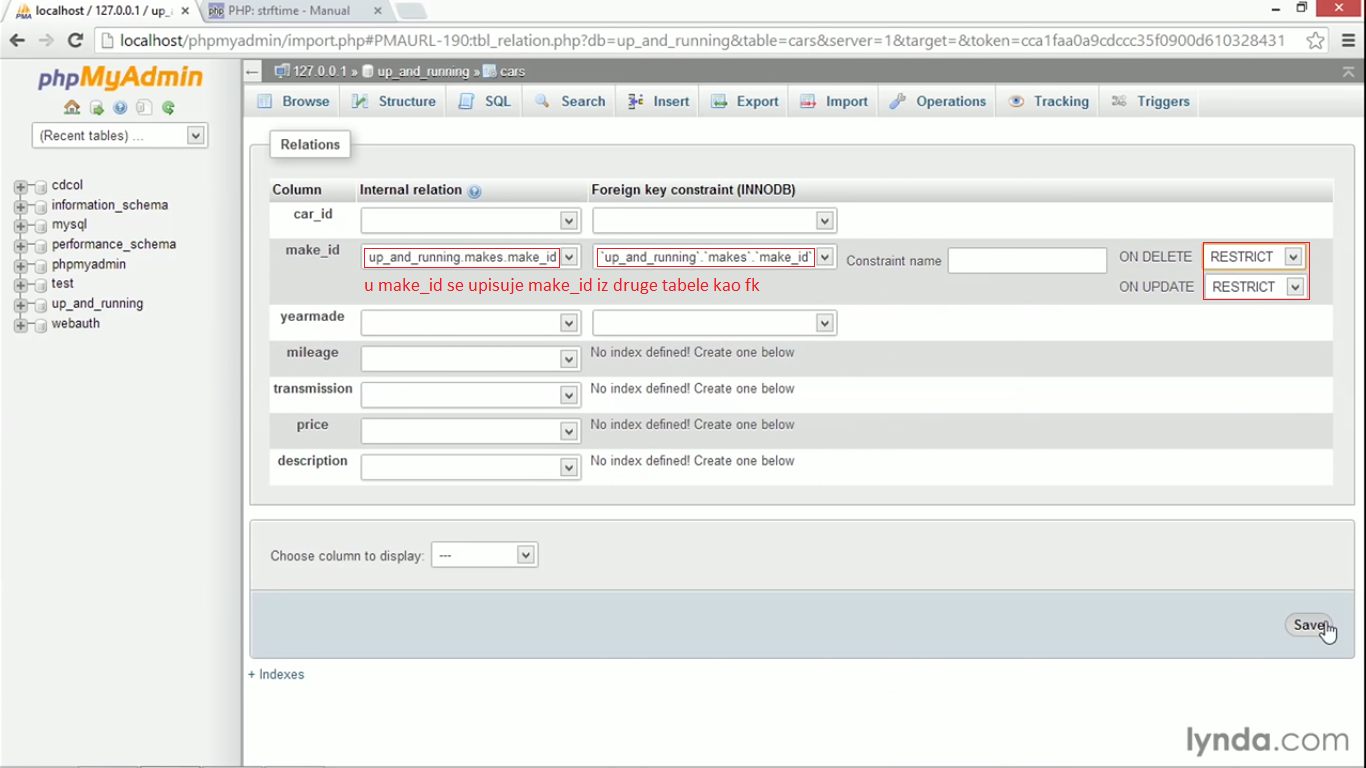 localhost / 127.0.0.1 / up_a
PHP: strftime - Manual
localhost/phpmyadmin/import.php#PMAURL-190:tbl_relation.php?db=up_and_running&table=cars&server=1&target=&token=cca1faa0a9cdccc35f0900d610328431
phpMyAdmin
(Recent tables) ...
cdcol
information_schema
mysql
performance_schema
phpmyadmin
test
up_and_running
webauth
127.0.0.1 » up_and_running » cars
Browse Structure SQL Search Insert Export Import Operations Tracking Triggers
Relations
Column Internal relation Foreign key constraint (INNODB)
car_id
make_id up_and_running.makes.make_id `up_and_running`.`makes`.`make_id` Constraint name ON DELETE RESTRICT
ON UPDATE RESTRICT
u make_id se upisuje make_id iz druge tabele kao fk
yearmade
mileage No index defined! Create one below
transmission No index defined! Create one below
price No index defined! Create one below
description No index defined! Create one below
Choose column to display: ---
Save
+ Indexes
lynda.com